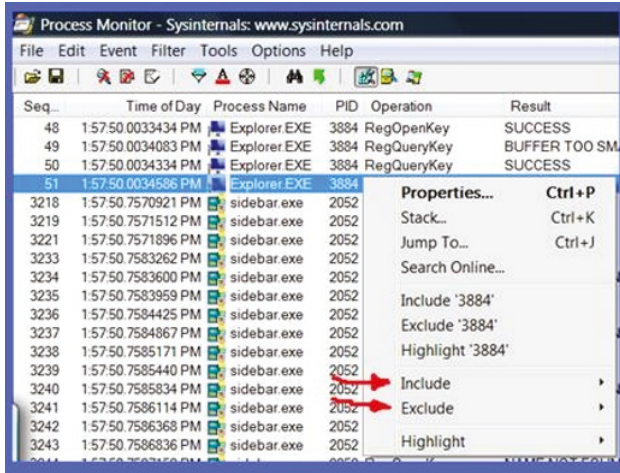 Process Monitor - Sysinternals: www.sysinternals.com
File Edit Event Filter Tools Options Help
Seq... Time of Day Process Name PID Operation Result
48 1:57:50.0033434 PM Explorer.EXE 3884 RegOpenKey SUCCESS
49 1:57:50.0034083 PM Explorer.EXE 3884 RegQueryKey BUFFER TOO SM
50 1:57:50.0034334 PM Explorer.EXE 3884 RegQueryKey SUCCESS
51 1:57:50.0034586 PM Explorer.EXE 3884
3218 1:57:50.7570921 PM sidebar.exe 2052
3219 1:57:50.7571512 PM sidebar.exe 2052
3221 1:57:50.7571896 PM sidebar.exe 2052
3233 1:57:50.7583262 PM sidebar.exe 2052
3234 1:57:50.7583600 PM sidebar.exe 2052
3235 1:57:50.7583959 PM sidebar.exe 2052
3236 1:57:50.7584425 PM sidebar.exe 2052
3237 1:57:50.7584867 PM sidebar.exe 2052
3238 1:57:50.7585171 PM sidebar.exe 2052
3239 1:57:50.7585440 PM sidebar.exe 2052
3240 1:57:50.7585834 PM sidebar.exe 2052
3241 1:57:50.7586114 PM sidebar.exe 2052
3242 1:57:50.7586368 PM sidebar.exe 2052
3243 1:57:50.7586836 PM sidebar.exe 2052
Properties... Ctrl+P
Stack... Ctrl+K
Jump To... Ctrl+J
Search Online...
Include '3884'
Exclude '3884'
Highlight '3884'
Include
Exclude
Highlight